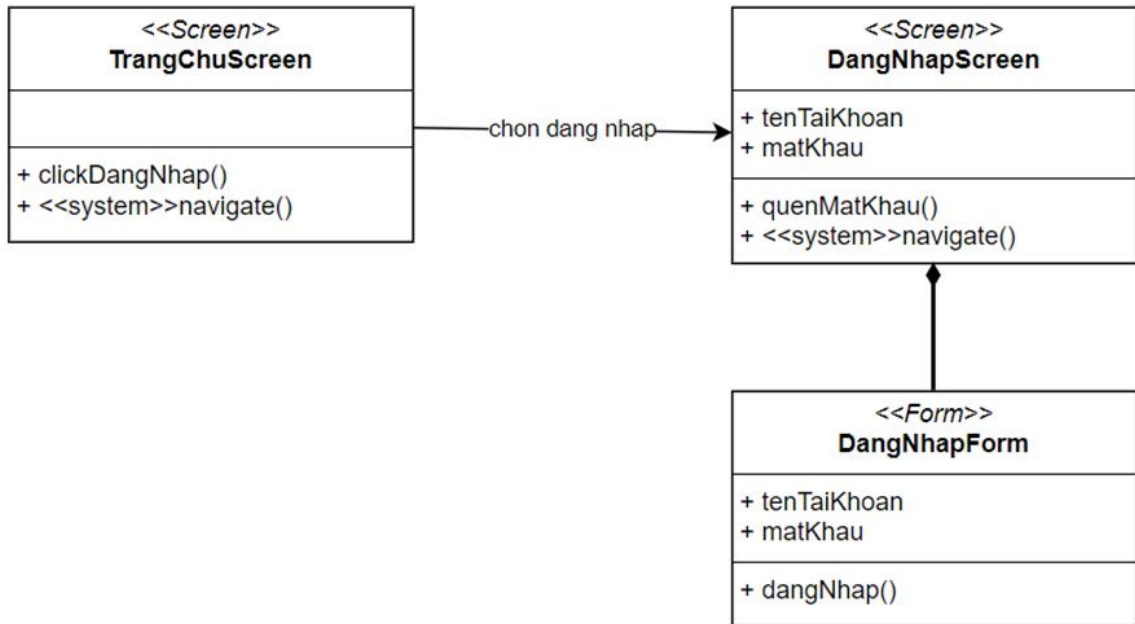 <<Screen>>
TrangChuScreen
+ clickDangNhap()
+ <<system>>navigate()
chon dang nhap
<<Screen>>
DangNhapScreen
+ tenTaiKhoan
+ matKhau
+ quenMatKhau()
+ <<system>>navigate()
<<Form>>
DangNhapForm
+ tenTaiKhoan
+ matKhau
+ dangNhap()